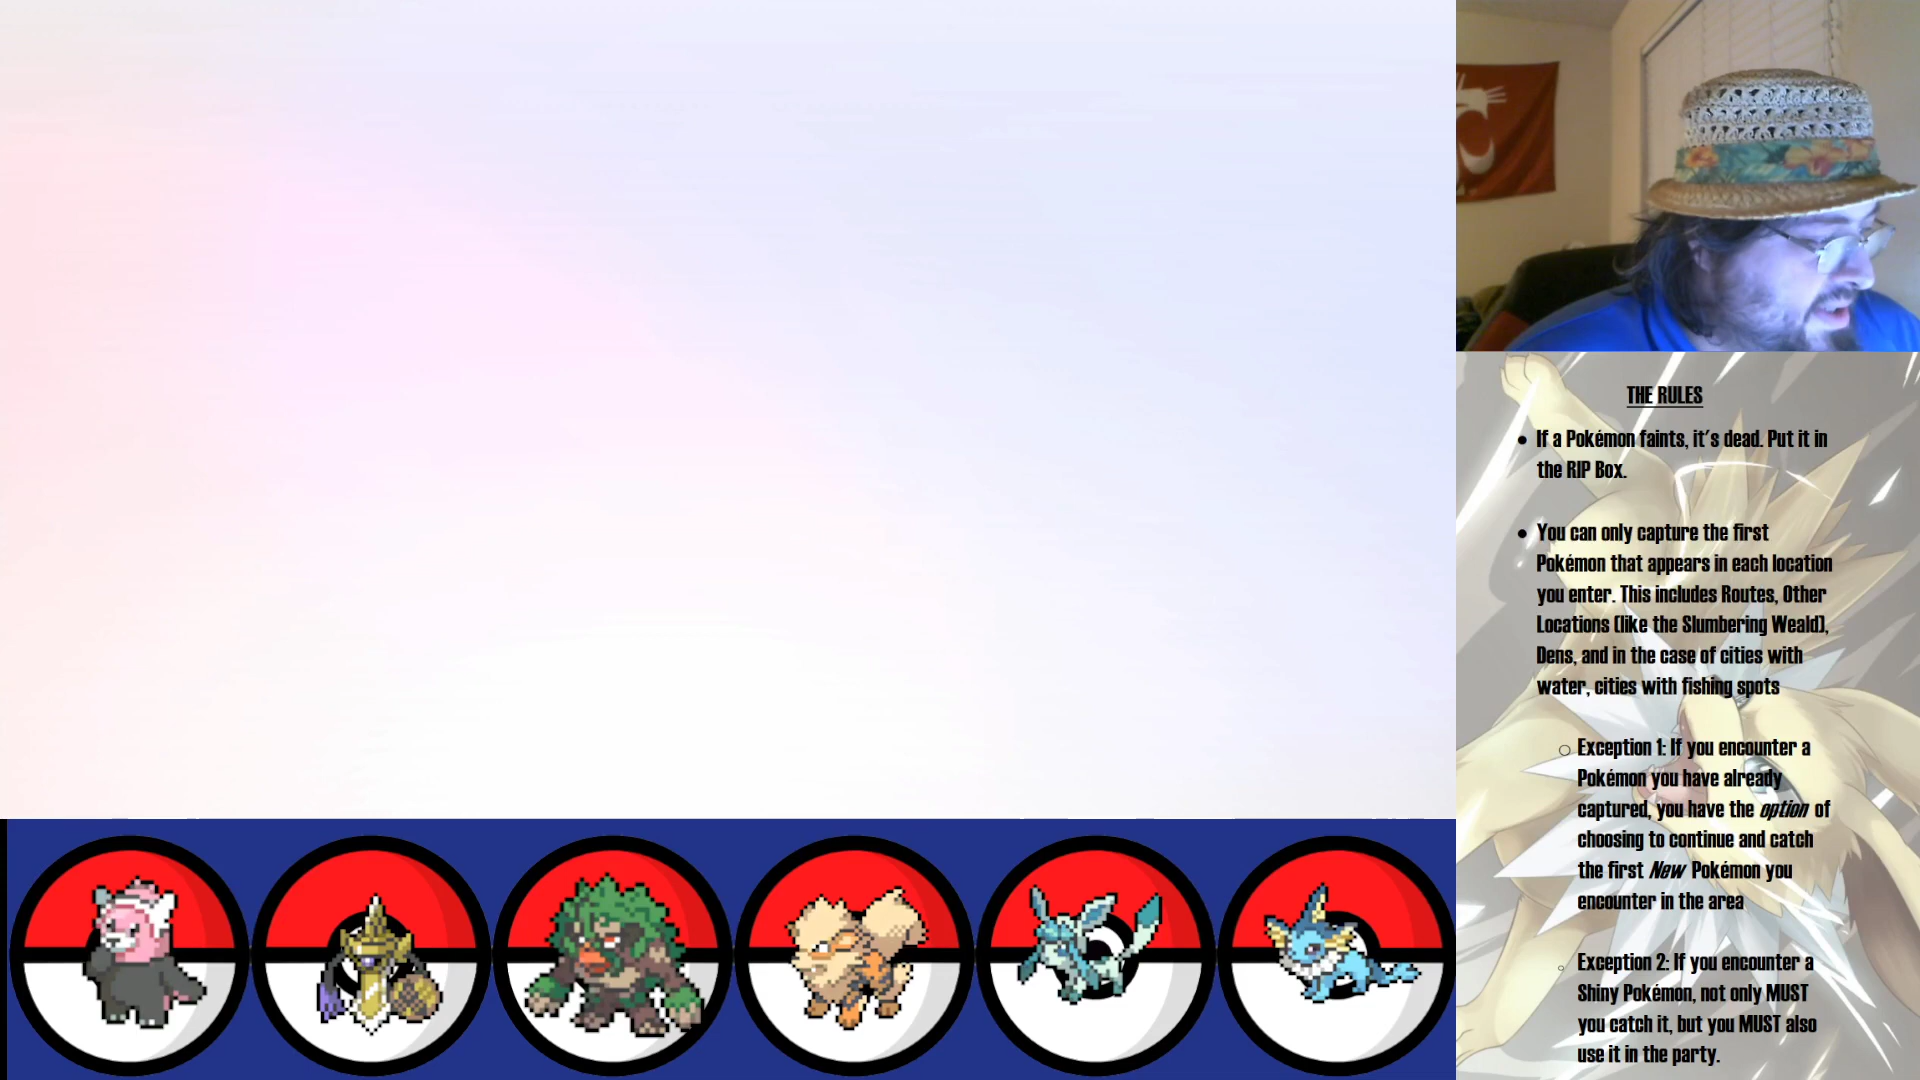 THE RULES
If a Pokémon faints, it's dead. Put it in
the RIP Box.
You can only capture the first
Pokémon that appears in each location
you enter. This includes Routes, Other
Locations (like the Slumbering Weald),
Dens, and in the case of cities with
water, cities with fishing spots
Exception 1: If you encounter a
Pokémon you have already
captured, you have the option of
choosing to continue and catch
the first New Pokémon you
encounter in the area
Exception 2: If you encounter a
Shiny Pokémon, not only MUST
you catch it, but you MUST also
use it in the party.